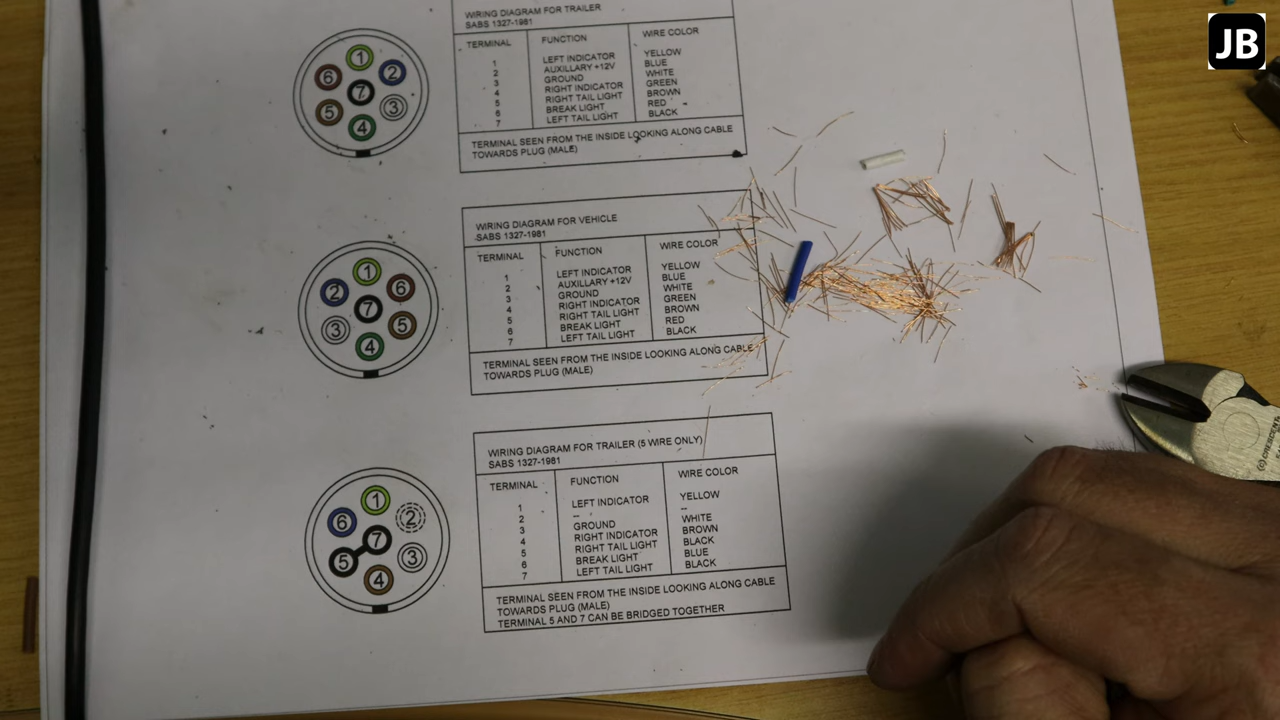 JB
WIRING DIAGRAM FOR TRAILER
SABS 1327-1981
TERMINAL FUNCTION WIRE COLOR
1 LEFT INDICATOR YELLOW
2 AUXILLARY +12V BLUE
3 GROUND WHITE
4 RIGHT INDICATOR GREEN
5 RIGHT TAIL LIGHT BROWN
6 BREAK LIGHT RED
7 LEFT TAIL LIGHT BLACK
TERMINAL SEEN FROM THE INSIDE LOOKING ALONG CABLE
TOWARDS PLUG (MALE)
1
6 2
7
5 3
4
WIRING DIAGRAM FOR VEHICLE
SABS 1327-1981
TERMINAL FUNCTION WIRE COLOR
1 LEFT INDICATOR YELLOW
2 AUXILLARY +12V BLUE
3 GROUND WHITE
4 RIGHT INDICATOR GREEN
5 RIGHT TAIL LIGHT BROWN
6 BREAK LIGHT RED
7 LEFT TAIL LIGHT BLACK
TERMINAL SEEN FROM THE INSIDE LOOKING ALONG CABLE
TOWARDS PLUG (MALE)
1
2 6
7
3 5
4
WIRING DIAGRAM FOR TRAILER (5 WIRE ONLY)
SABS 1327-1981
TERMINAL FUNCTION WIRE COLOR
1 LEFT INDICATOR YELLOW
2 -- --
3 GROUND WHITE
4 RIGHT INDICATOR BROWN
5 RIGHT TAIL LIGHT BLACK
6 BREAK LIGHT BLUE
7 LEFT TAIL LIGHT BLACK
TERMINAL SEEN FROM THE INSIDE LOOKING ALONG CABLE
TOWARDS PLUG (MALE)
TERMINAL 5 AND 7 CAN BE BRIDGED TOGETHER
1
6 2
7
5 3
4
(C) CRESCENT